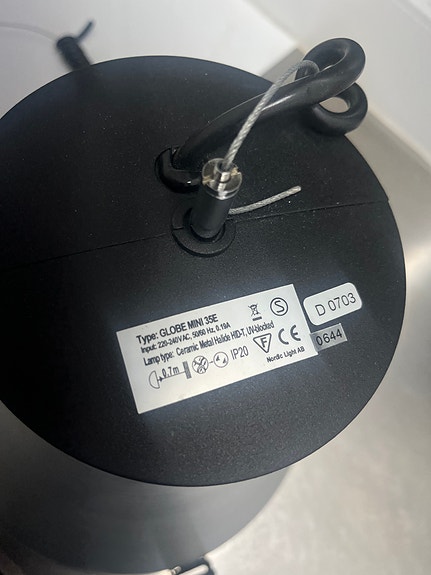 Type: GLOBE MINI 35E
Input: 220-240VAC, 50/60 Hz, 0.19A
Lamp type: Ceramic Metal Halide HID-T, UV-blocked
0.7m IP20 F CE
S
Nordic Light AB
D 0703
0644